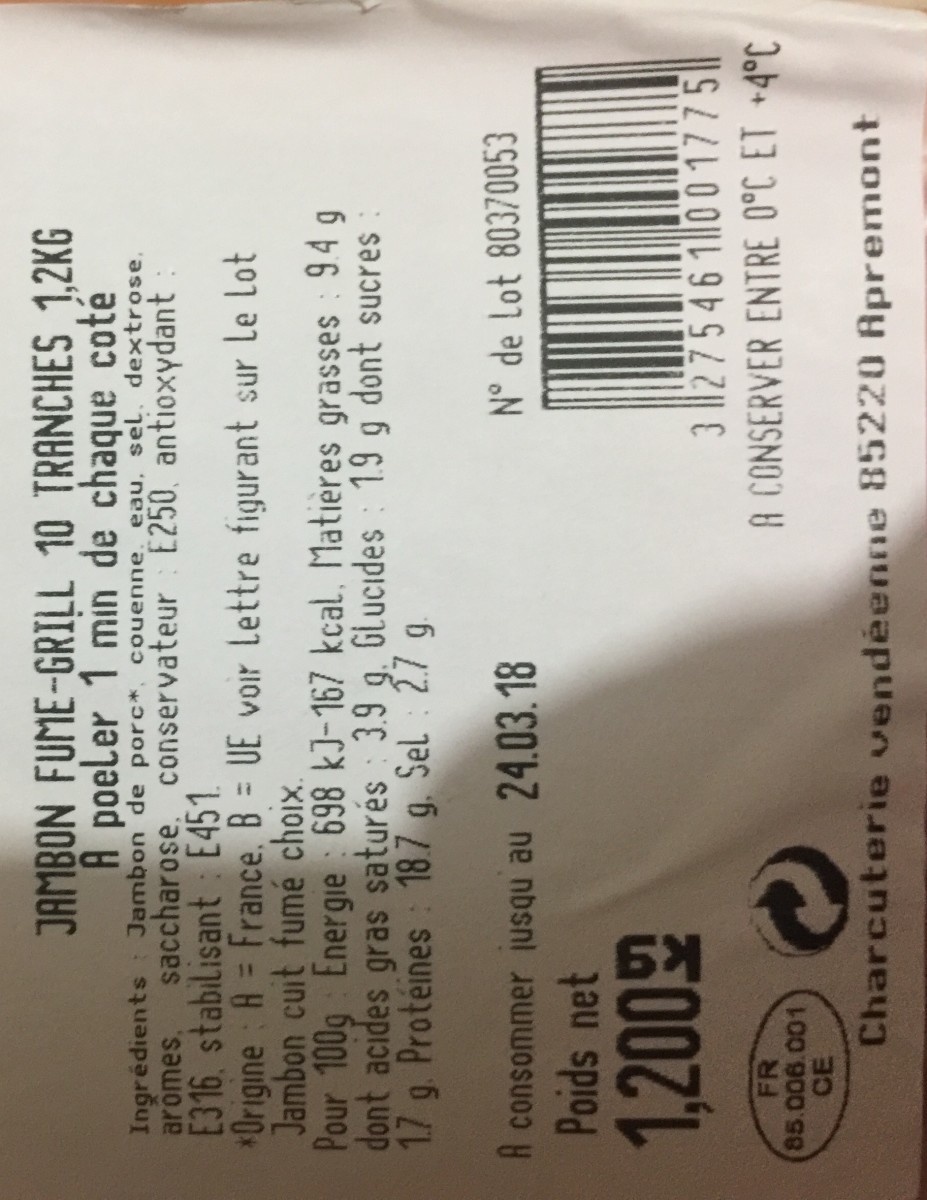 JAMBON FUME-GRILL 10 TRANCHES 1,2KG
A poeler 1 min de chaque coté
Ingrédients : Jambon de porc*, couenne, eau, sel, dextrose,
aromes, saccharose, conservateur : E250, antioxydant :
E316, stabilisant : E451.
*Origine : A = France, B = UE voir lettre figurant sur le lot
Jambon cuit fumé choix.
Pour 100g : Energie : 698 kJ-167 kcal, Matières grasses : 9.4 g
dont acides gras saturés : 3.9 g, Glucides : 1.9 g dont sucres :
1.7 g, Protéines : 18.7 g, Sel : 2.7 g.
A consommer jusqu'au 24.03.18
N° de Lot 80370053
Poids net
1,200kg
3 275461 001775
A CONSERVER ENTRE 0°C ET +4°C
FR
85.006.001
CE
Charcuterie vendéenne 85220 Apremont